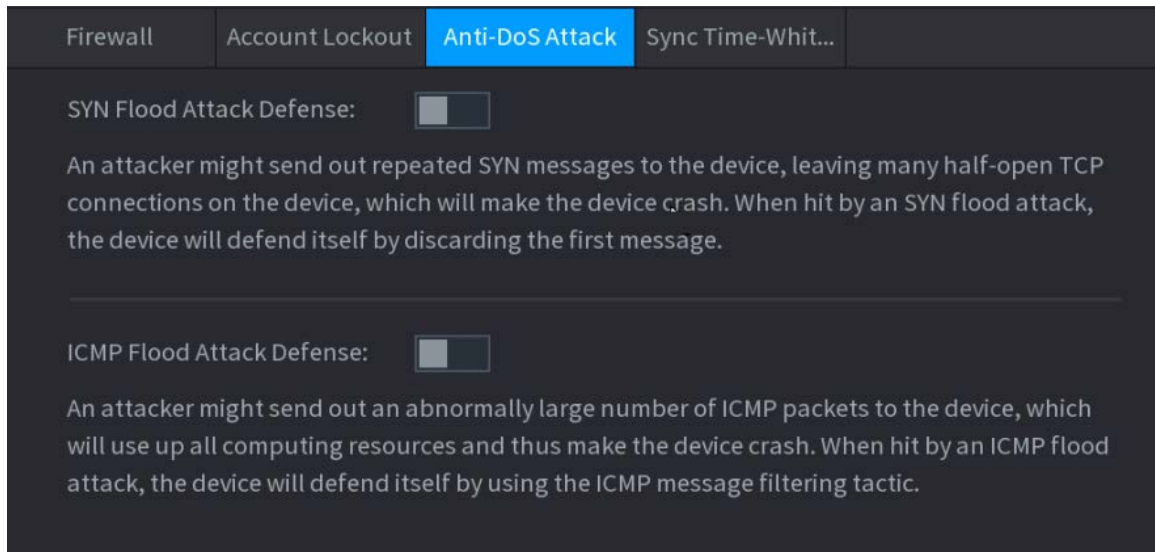 Firewall Account Lockout Anti-DoS Attack Sync Time-Whit...
SYN Flood Attack Defense:
An attacker might send out repeated SYN messages to the device, leaving many half-open TCP
connections on the device, which will make the device crash. When hit by an SYN flood attack,
the device will defend itself by discarding the first message.
ICMP Flood Attack Defense:
An attacker might send out an abnormally large number of ICMP packets to the device, which
will use up all computing resources and thus make the device crash. When hit by an ICMP flood
attack, the device will defend itself by using the ICMP message filtering tactic.